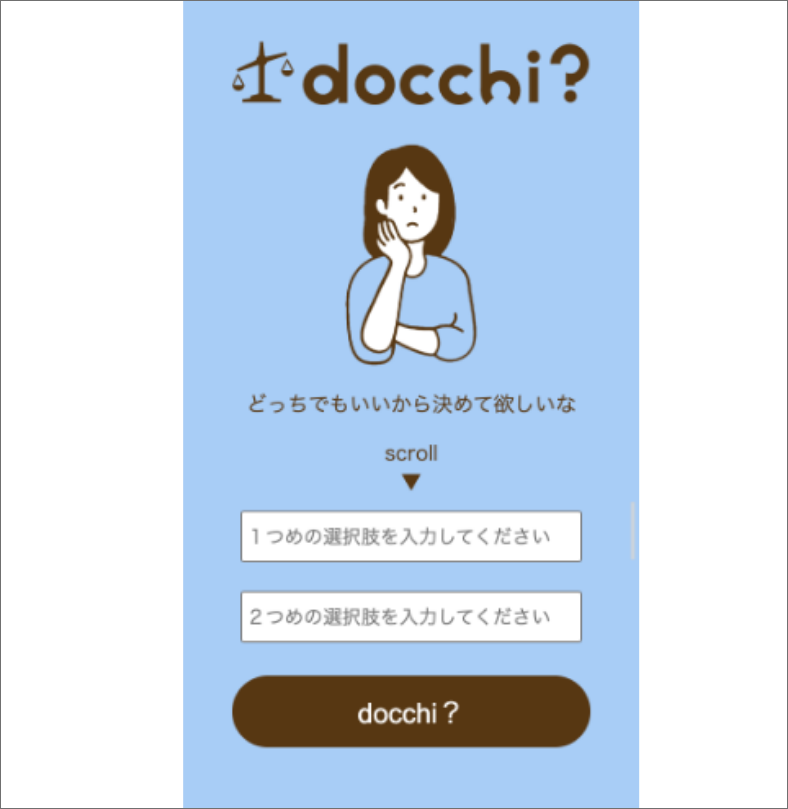 docchi?
どっちでもいいから決めて欲しいな
scroll
１つめの選択肢を入力してください
２つめの選択肢を入力してください
docchi？